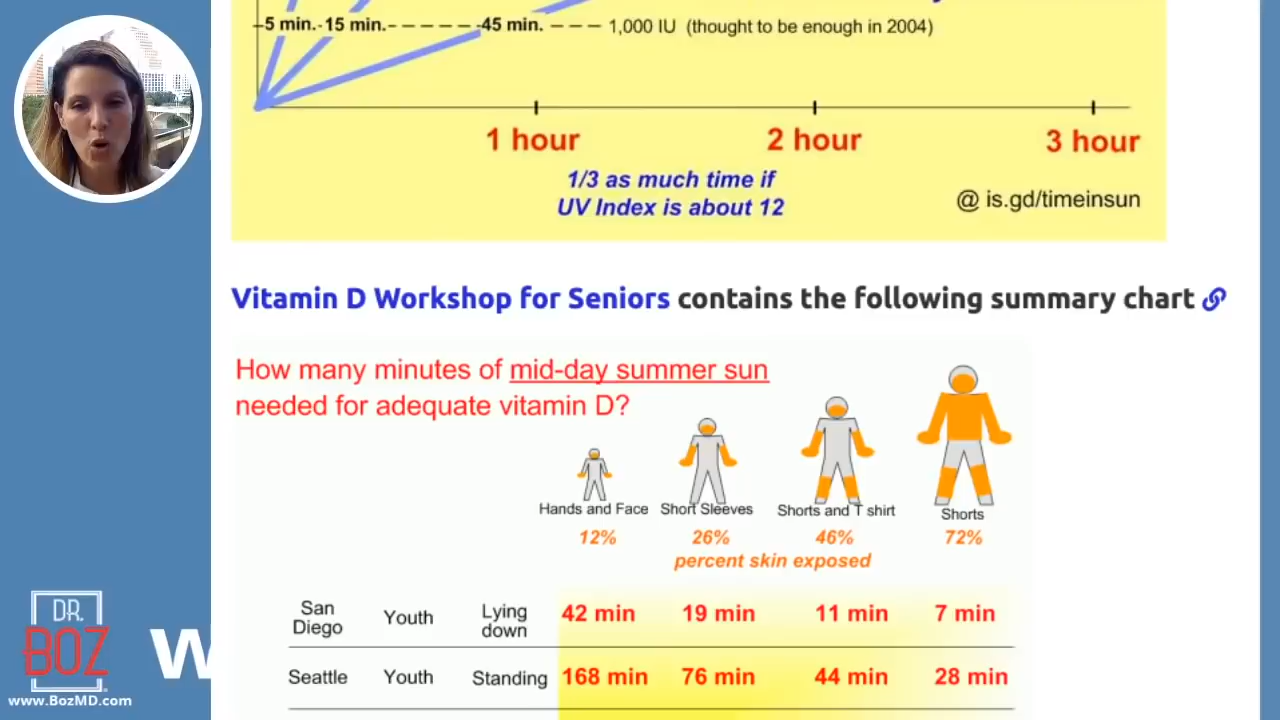 5 min. 15 min. 45 min. 1,000 IU (thought to be enough in 2004)
1 hour 2 hour 3 hour
1/3 as much time if
UV Index is about 12
@ is.gd/timeinsun
Vitamin D Workshop for Seniors contains the following summary chart
How many minutes of mid-day summer sun
needed for adequate vitamin D?
Hands and Face Short Sleeves Shorts and T shirt Shorts
12% 26% 46% 72%
percent skin exposed
San Diego Youth Lying down 42 min 19 min 11 min 7 min
Seattle Youth Standing 168 min 76 min 44 min 28 min
DR.
BOZ
W
www.BozMD.com